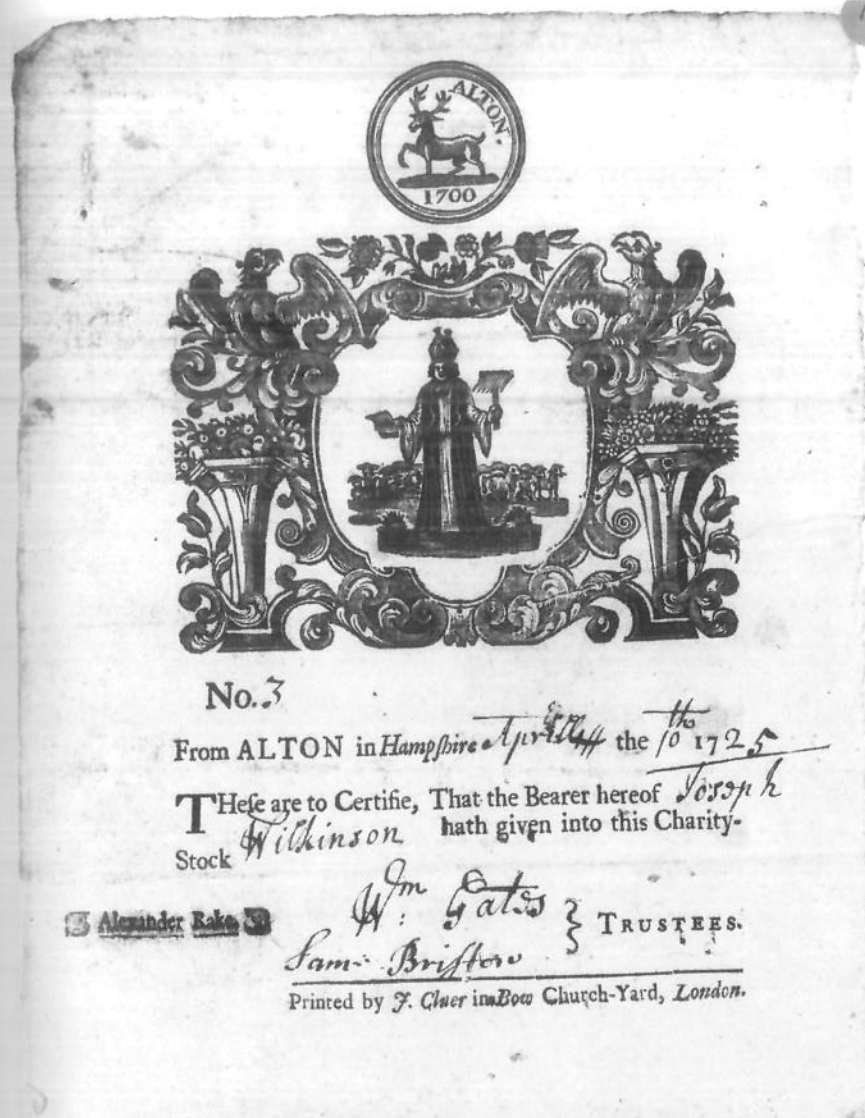 ALTON.
1700
No. 3
From ALTON in Hampshire Aprill the 10th 1725
THese are to Certifie, That the Bearer hereof Joseph
Wilkinson hath given into this Charity-
Stock
Wm: Gates
Alexander Rake
TRUSTEES.
Sam: Bristow
Printed by J. Cluer in Bow Church-Yard, London.